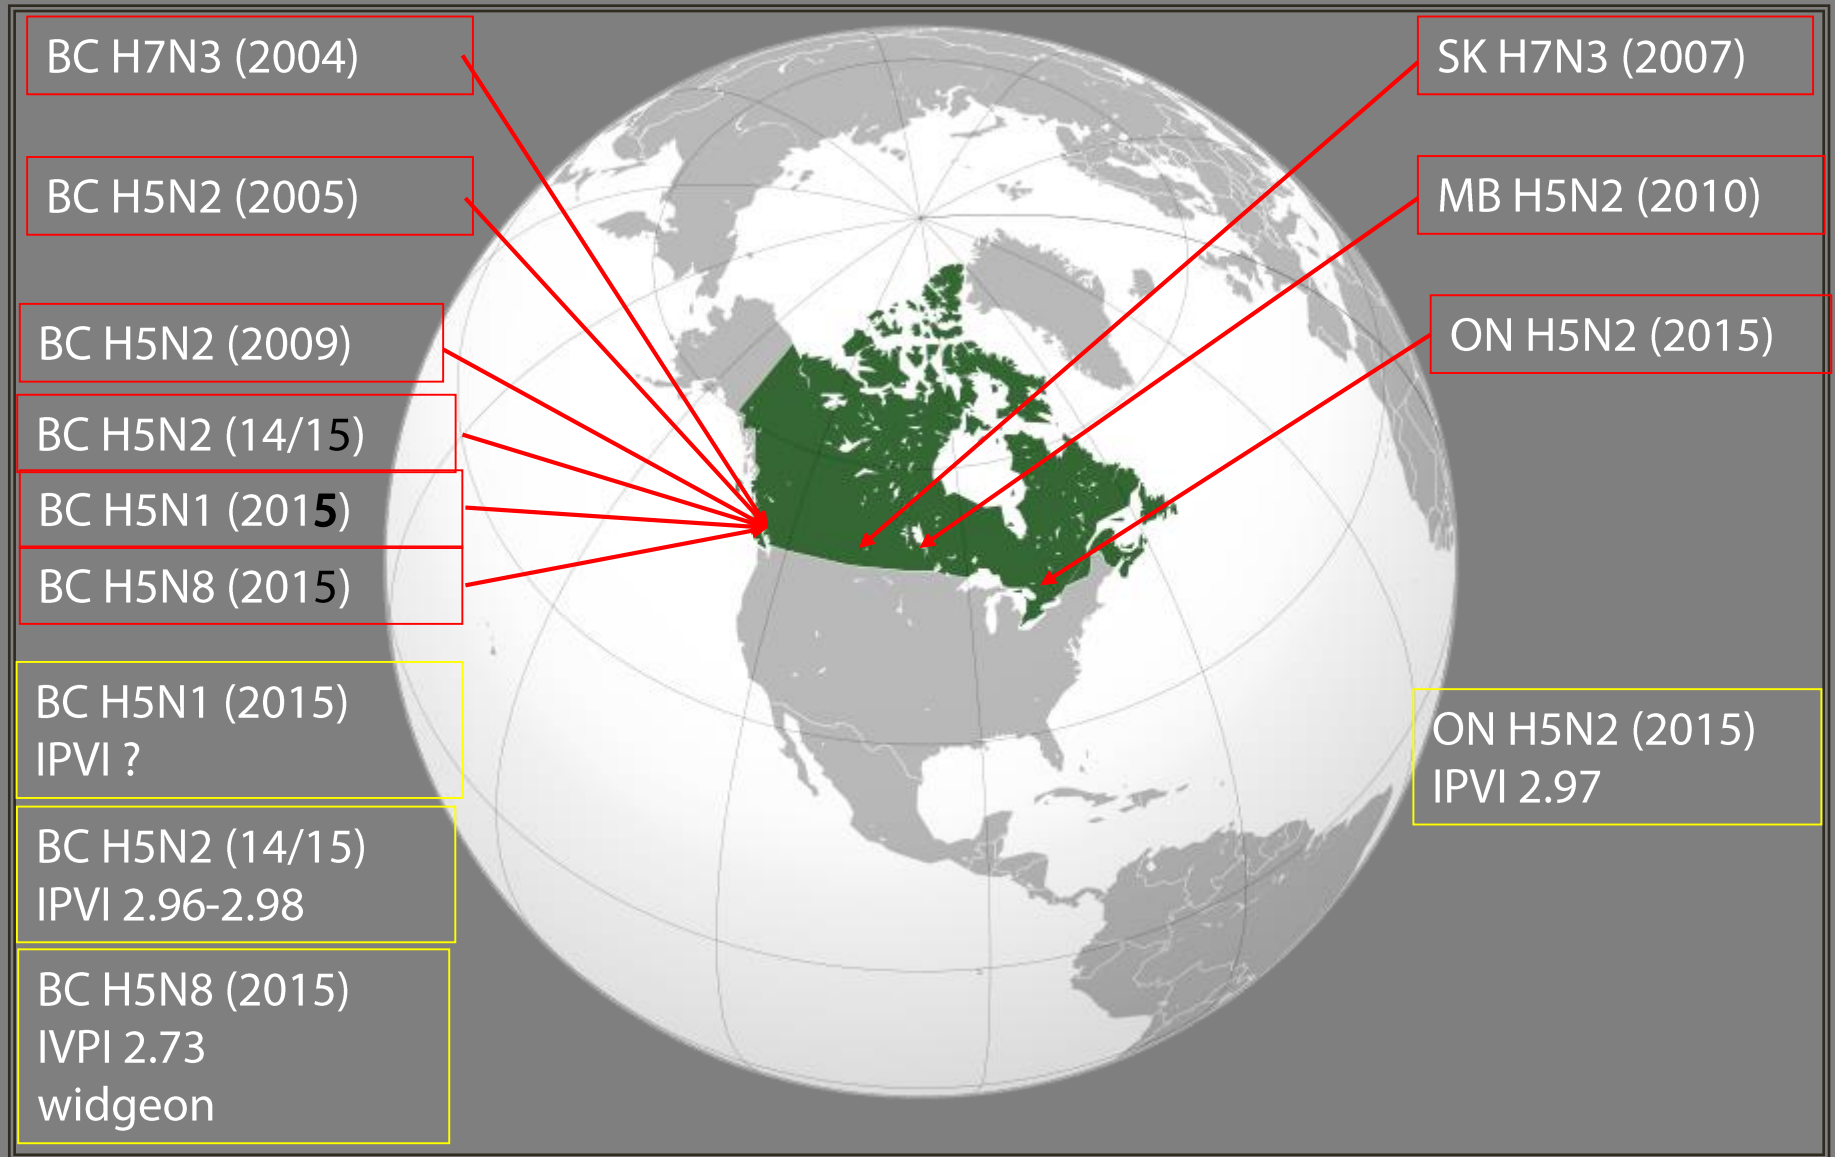 BC H7N3 (2004)
BC H5N2 (2005)
BC H5N2 (2009)
BC H5N2 (14/15)
BC H5N1 (2015)
BC H5N8 (2015)
BC H5N1 (2015)
IPVI ?
BC H5N2 (14/15)
IPVI 2.96-2.98
BC H5N8 (2015)
IVPI 2.73
widgeon
SK H7N3 (2007)
MB H5N2 (2010)
ON H5N2 (2015)
ON H5N2 (2015)
IPVI 2.97